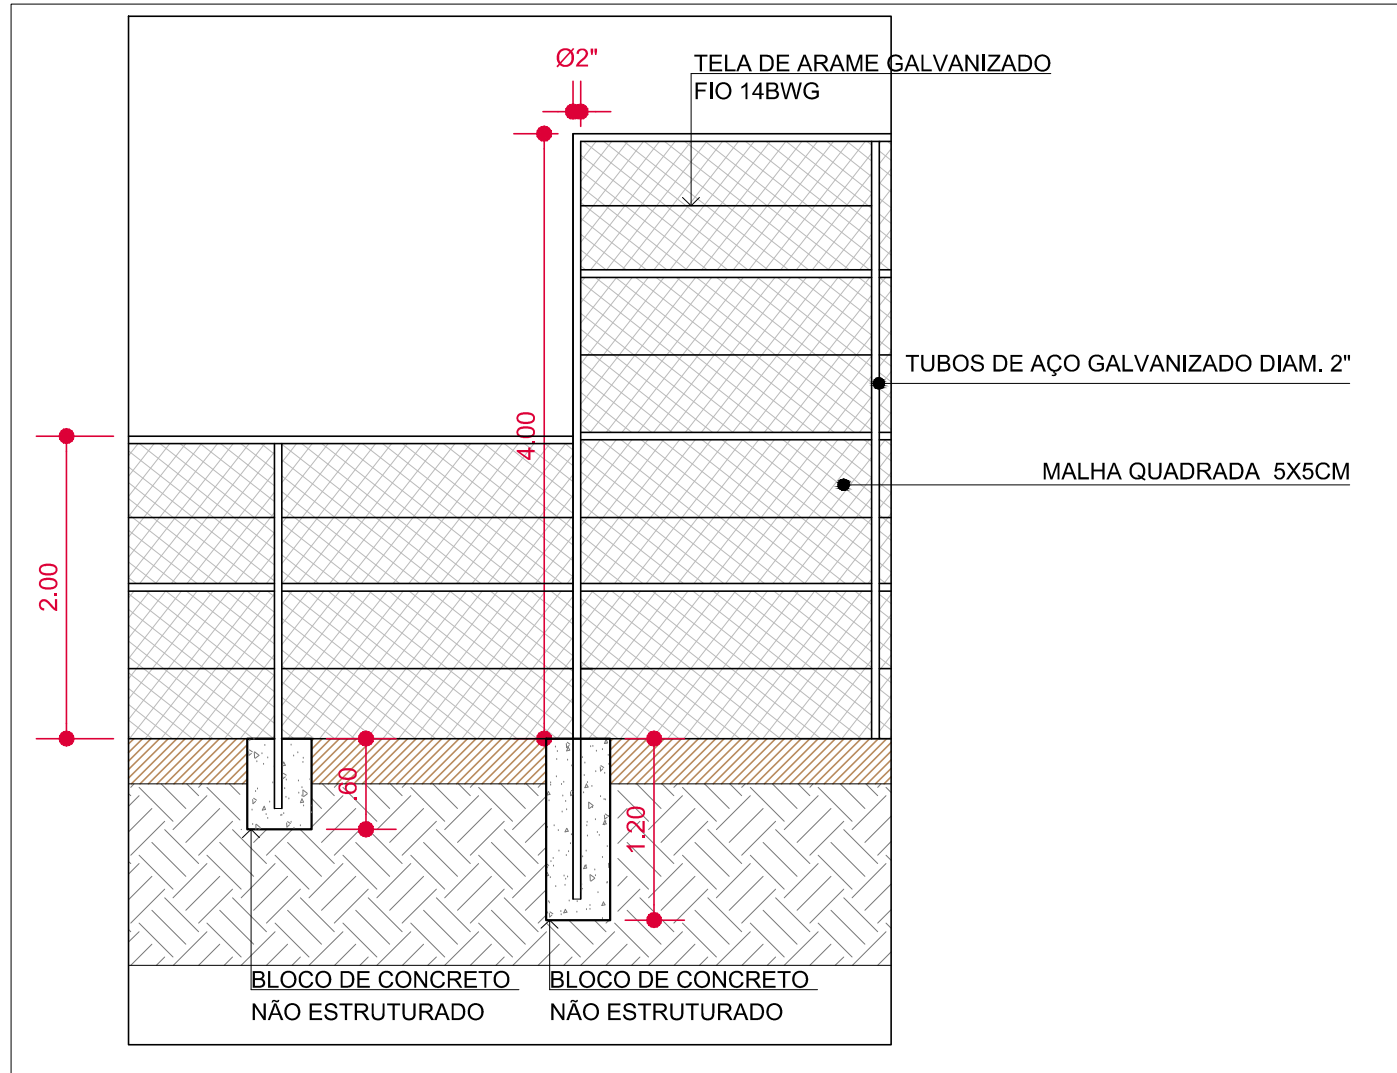 Ø2"
TELA DE ARAME GALVANIZADO
FIO 14BWG
TUBOS DE AÇO GALVANIZADO DIAM. 2"
4.00
MALHA QUADRADA 5X5CM
2.00
.60
1.20
BLOCO DE CONCRETO
NÃO ESTRUTURADO
BLOCO DE CONCRETO
NÃO ESTRUTURADO